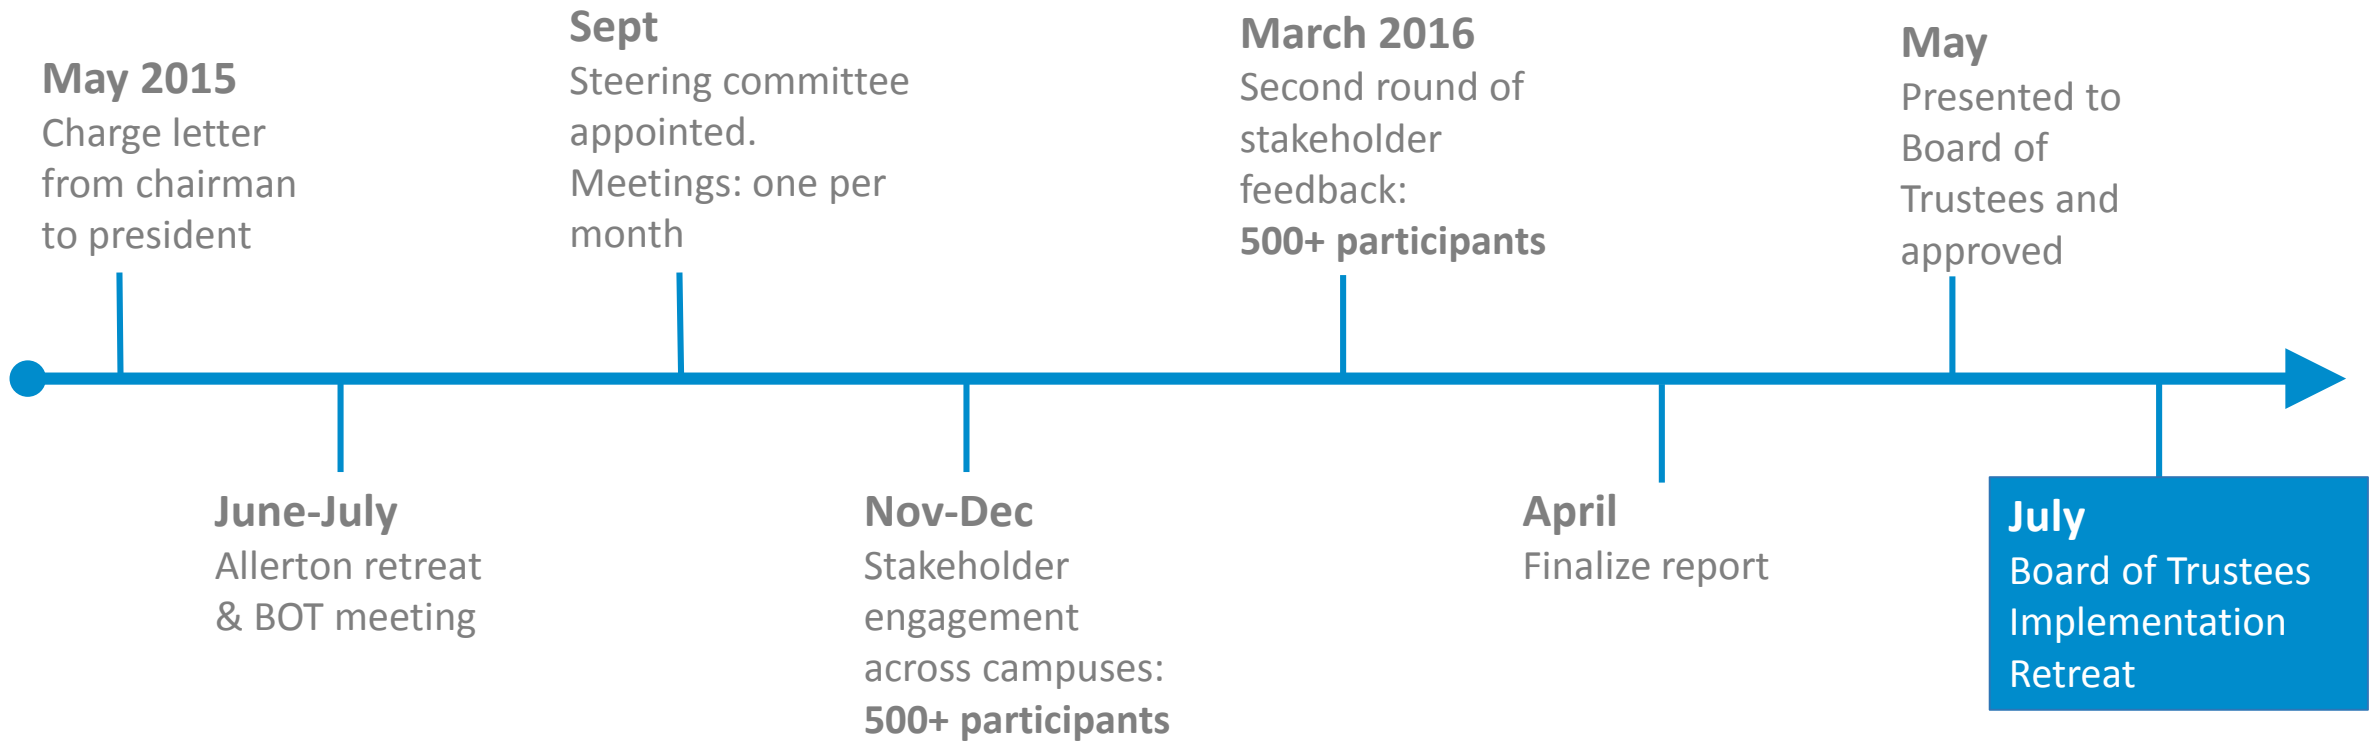 May 2015
Charge letter
from chairman
to president
June-July
Allerton retreat
& BOT meeting
Sept
Steering committee
appointed.
Meetings: one per
month
Nov-Dec
Stakeholder
engagement
across campuses:
500+ participants
March 2016
Second round of
stakeholder
feedback:
500+ participants
April
Finalize report
May
Presented to
Board of
Trustees and
approved
July
Board of Trustees
Implementation
Retreat